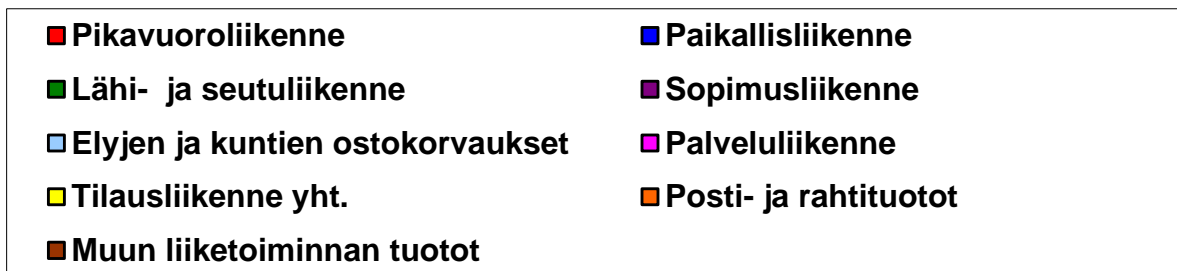 Pikavuoroliikenne
Paikallisliikenne
Lähi- ja seutuliikenne
Sopimusliikenne
Elyjen ja kuntien ostokorvaukset
Palveluliikenne
Tilausliikenne yht.
Posti- ja rahtituotot
Muun liiketoiminnan tuotot